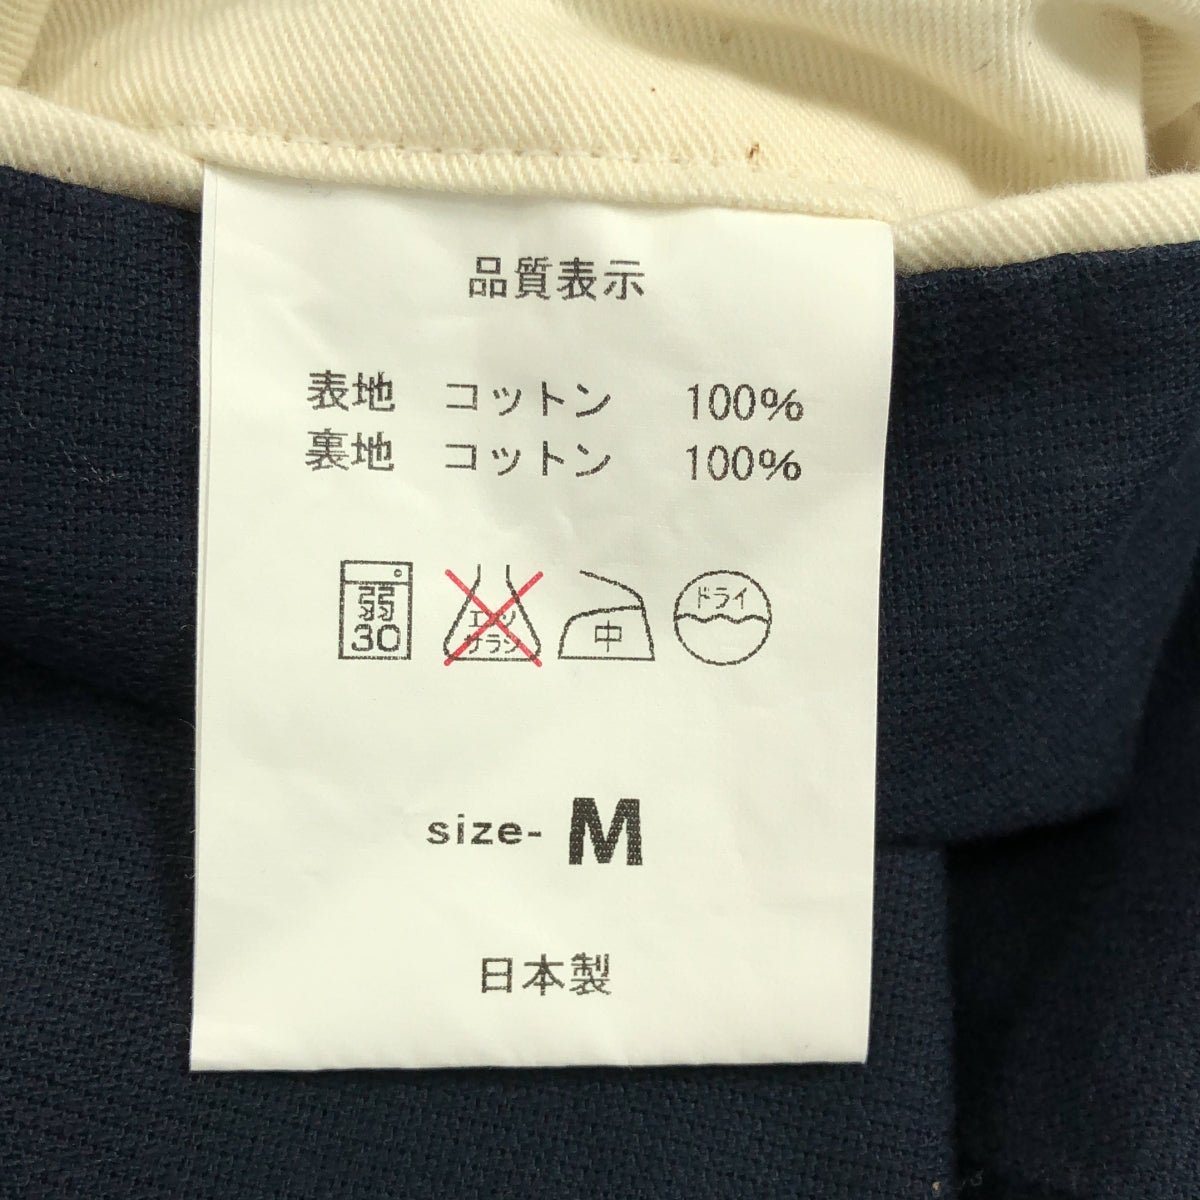 品質表示
表地 コットン 100%
裏地 コットン 100%
弱 30
エンソ サラシ
中
ドライ
size- M
日本製